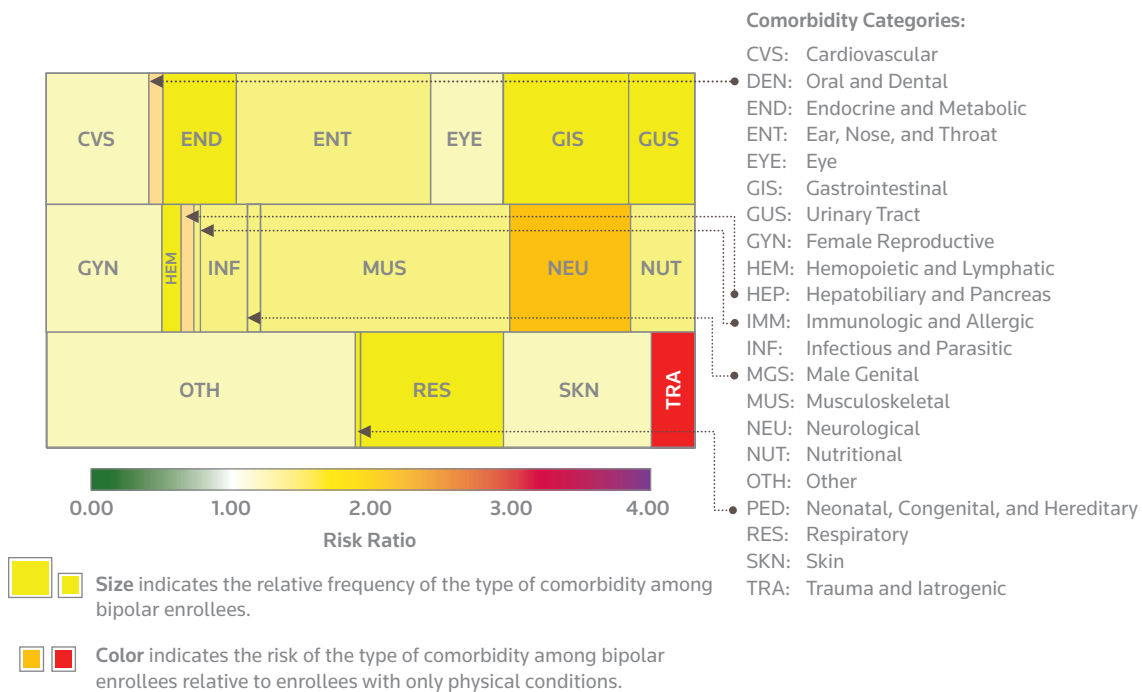 CVS
END
ENT
EYE
GIS
GUS
GYN
HEM
INF
MUS
NEU
NUT
OTH
RES
SKN
TRA
0.00 1.00 2.00 3.00 4.00
Risk Ratio
Size indicates the relative frequency of the type of comorbidity among
bipolar enrollees.
Color indicates the risk of the type of comorbidity among bipolar
enrollees relative to enrollees with only physical conditions.
Comorbidity Categories:
CVS: Cardiovascular
DEN: Oral and Dental
END: Endocrine and Metabolic
ENT: Ear, Nose, and Throat
EYE: Eye
GIS: Gastrointestinal
GUS: Urinary Tract
GYN: Female Reproductive
HEM: Hemopoietic and Lymphatic
HEP: Hepatobiliary and Pancreas
IMM: Immunologic and Allergic
INF: Infectious and Parasitic
MGS: Male Genital
MUS: Musculoskeletal
NEU: Neurological
NUT: Nutritional
OTH: Other
PED: Neonatal, Congenital, and Hereditary
RES: Respiratory
SKN: Skin
TRA: Trauma and Iatrogenic